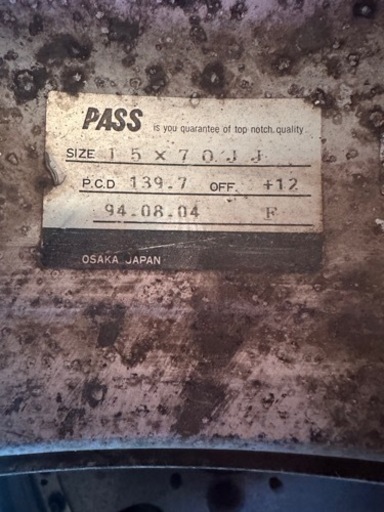 PASS is you quarantee of top notch.quality
SIZE 15×70JJ
P.C.D 139.7 OFF. +12
94.08.04 F
OSAKA JAPAN